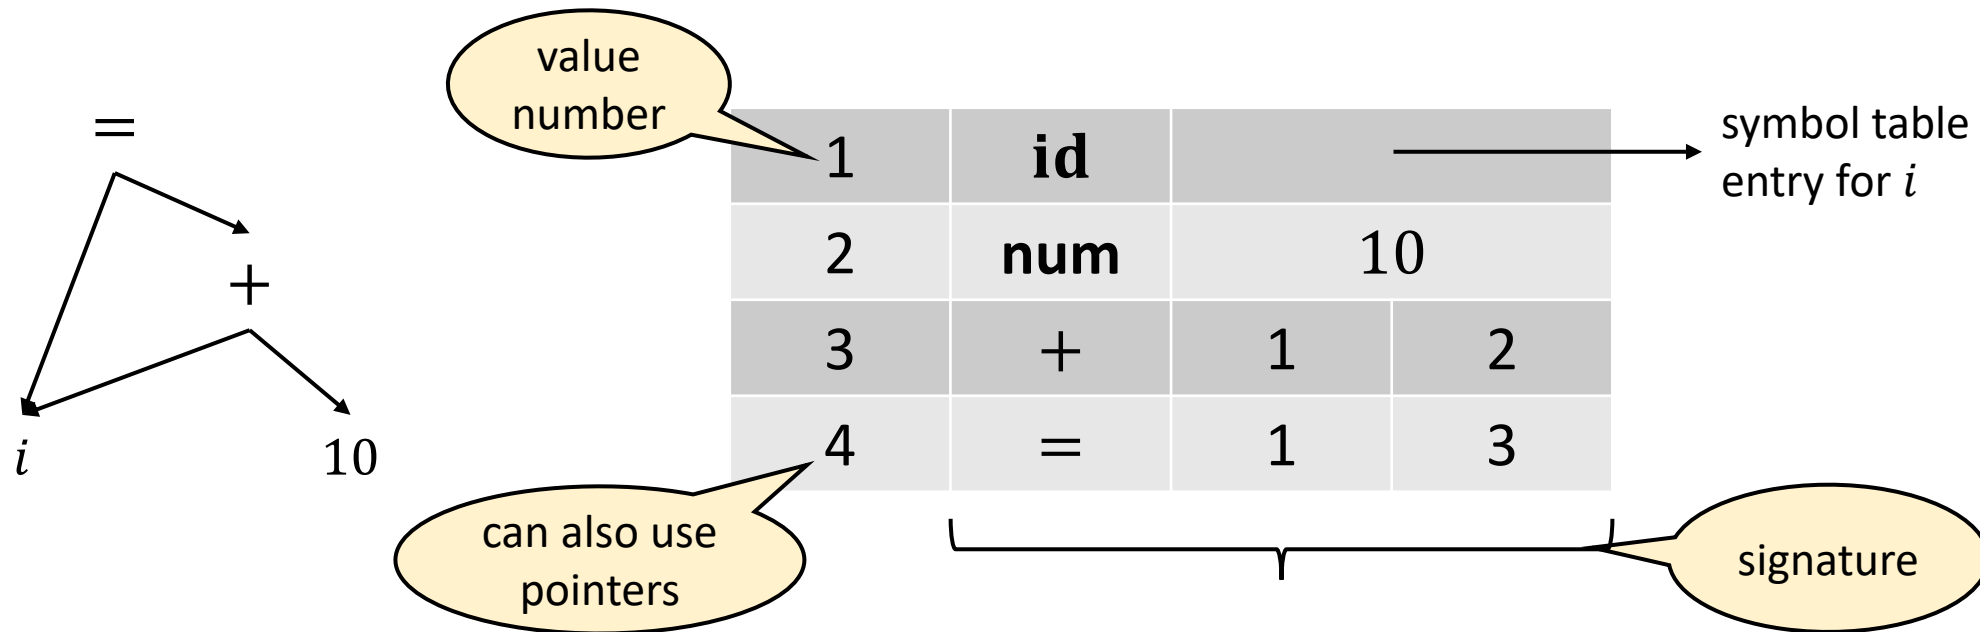 =
+
i
10
value
number
1 id
2 num 10
3 + 1 2
4 = 1 3
symbol table
entry for i
can also use
pointers
signature